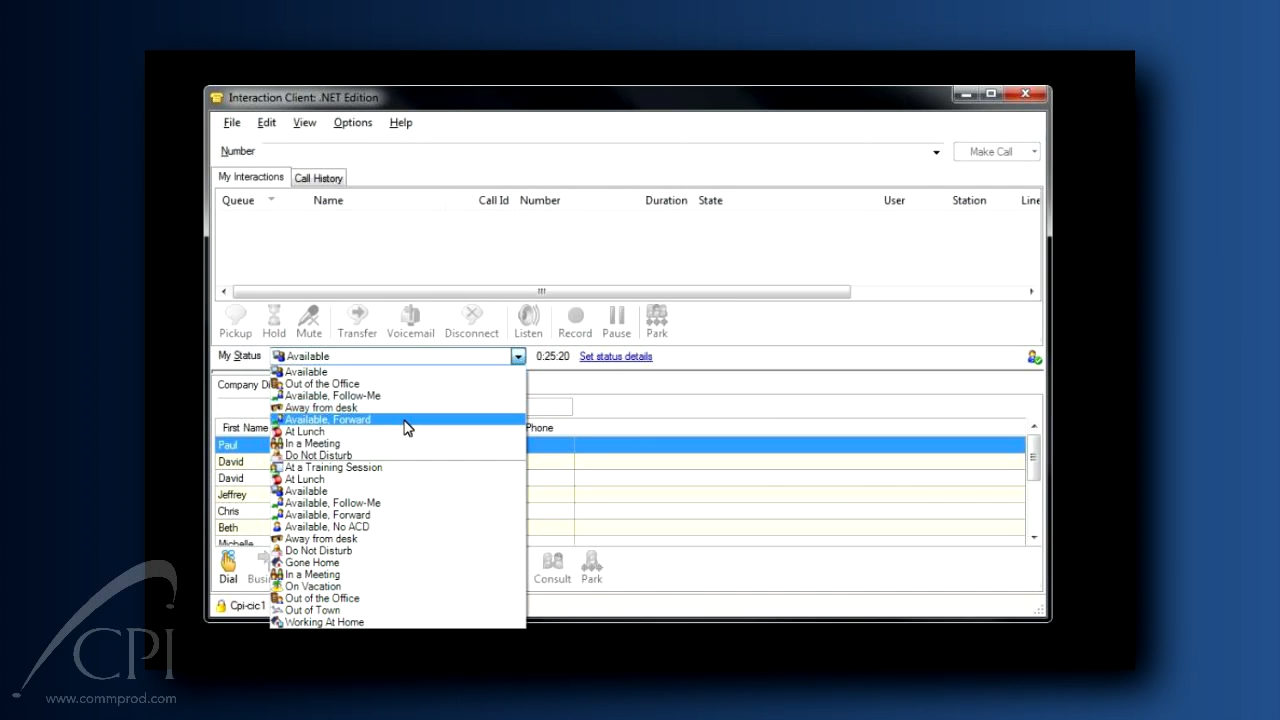 Interaction Client: .NET Edition
File Edit View Options Help
Number Make Call
My Interactions Call History
Queue Name Call Id Number Duration State User Station Line
Pickup Hold Mute Transfer Voicemail Disconnect Listen Record Pause Park
My Status Available 0:25:20 Set status details
Available
Company Di Out of the Office
Available, Follow-Me
Away from desk
Available, Forward
First Name At Lunch Phone
Paul In a Meeting
Do Not Disturb
David At a Training Session
David At Lunch
Jeffrey Available
Available, Follow-Me
Chris Available, Forward
Beth Available, No ACD
Michelle Away from desk
Do Not Disturb
Gone Home
Dial Busi In a Meeting Consult Park
On Vacation
Out of the Office
Cpi-cic1 Out of Town
Working At Home
CPI
www.commprod.com